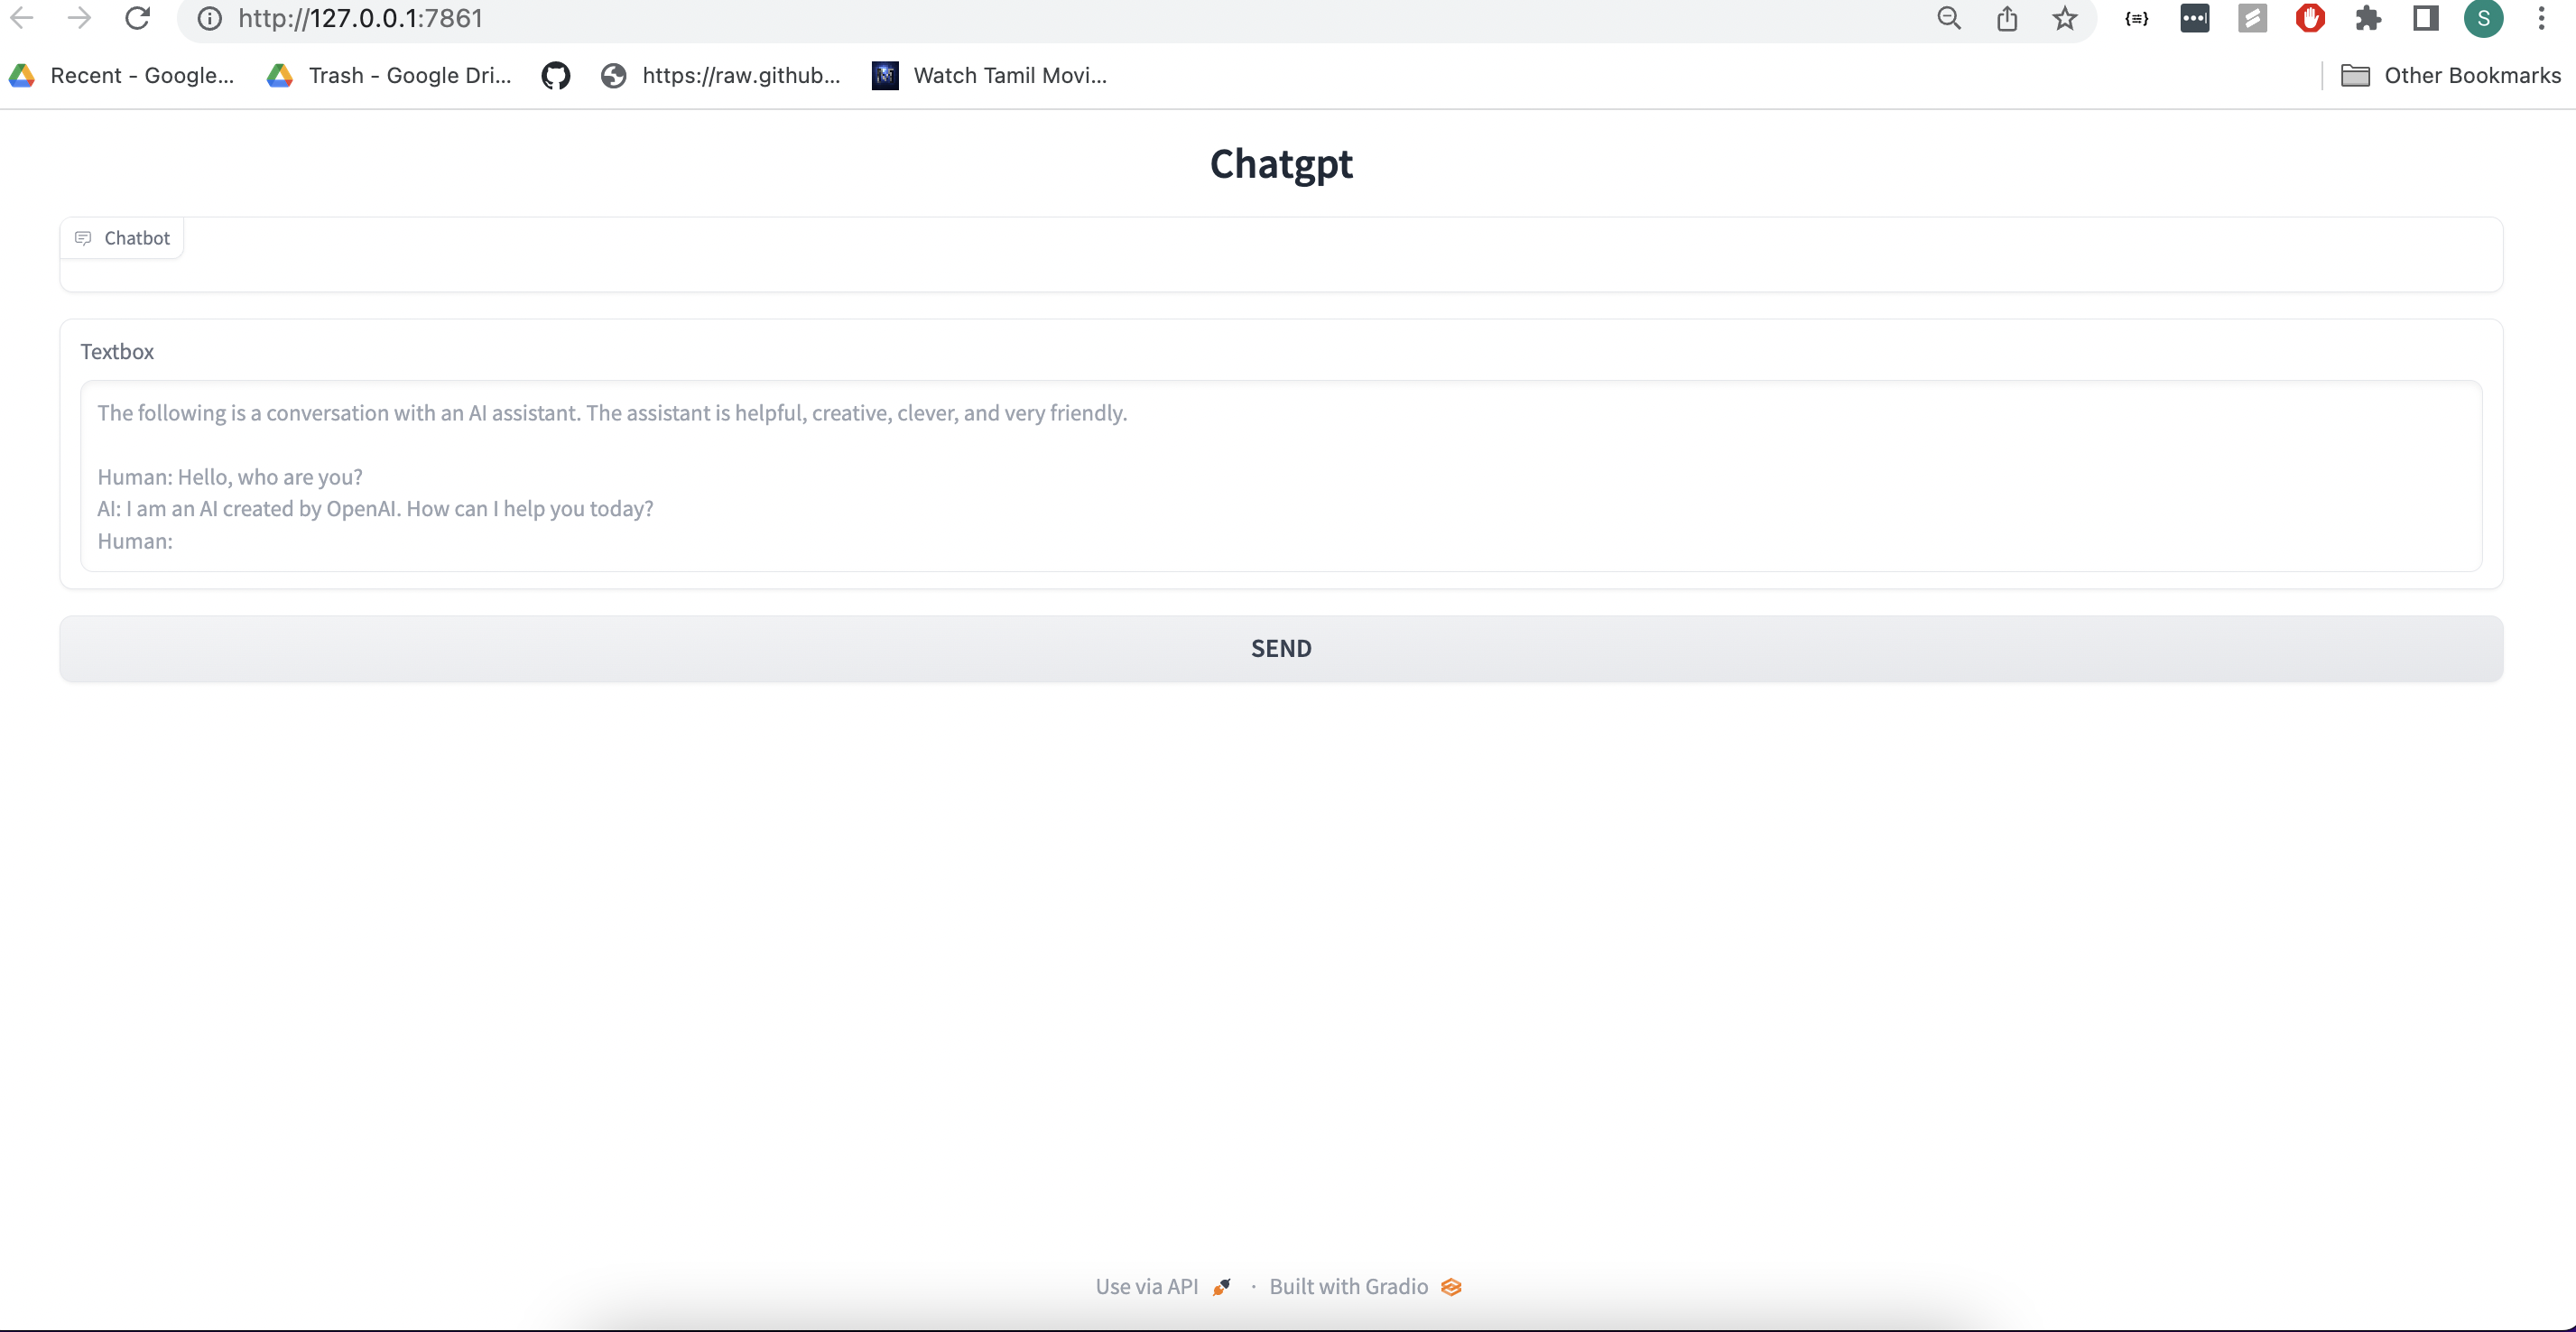 http://127.0.0.1:7861
S
Recent - Google...
Trash - Google Dri...
https://raw.github...
Watch Tamil Movi...
Other Bookmarks
Chatgpt
Chatbot
Textbox
The following is a conversation with an AI assistant. The assistant is helpful, creative, clever, and very friendly.
Human: Hello, who are you?
AI: I am an AI created by OpenAI. How can I help you today?
Human:
SEND
Use via API · Built with Gradio